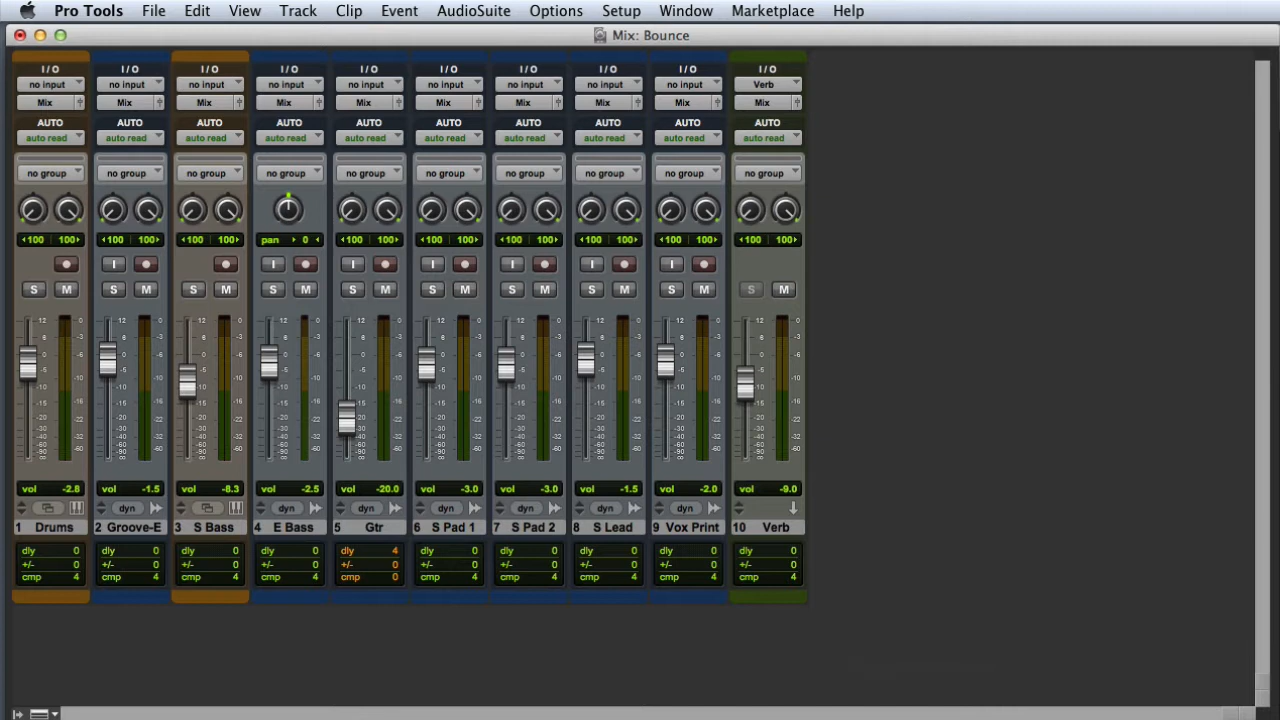 Pro Tools File Edit View Track Clip Event AudioSuite Options Setup Window Marketplace Help
Mix: Bounce
I/O I/O I/O I/O I/O I/O I/O I/O I/O I/O
no input no input no input no input no input no input no input no input no input Verb
Mix Mix Mix Mix Mix Mix Mix Mix Mix Mix
AUTO AUTO AUTO AUTO AUTO AUTO AUTO AUTO AUTO AUTO
auto read auto read auto read auto read auto read auto read auto read auto read auto read auto read
no group no group no group no group no group no group no group no group no group no group
100 100 100 100 100 100 pan 0 100 100 100 100 100 100 100 100 100 100 100 100
I I I I I I I
S M S M S M S M S M S M S M S M S M S M
vol -2.8 vol -1.5 vol -8.3 vol -2.5 vol -20.0 vol -3.0 vol -3.0 vol -1.5 vol -2.0 vol -9.0
dyn dyn dyn dyn dyn dyn dyn
1 Drums 2 Groove-E 3 S Bass 4 E Bass 5 Gtr 6 S Pad 1 7 S Pad 2 8 S Lead 9 Vox Print 10 Verb
dly 0 dly 0 dly 0 dly 0 dly 4 dly 0 dly 0 dly 0 dly 0 dly 0
+/- 0 +/- 0 +/- 0 +/- 0 +/- 0 +/- 0 +/- 0 +/- 0 +/- 0 +/- 0
cmp 4 cmp 4 cmp 4 cmp 4 cmp 0 cmp 4 cmp 4 cmp 4 cmp 4 cmp 4